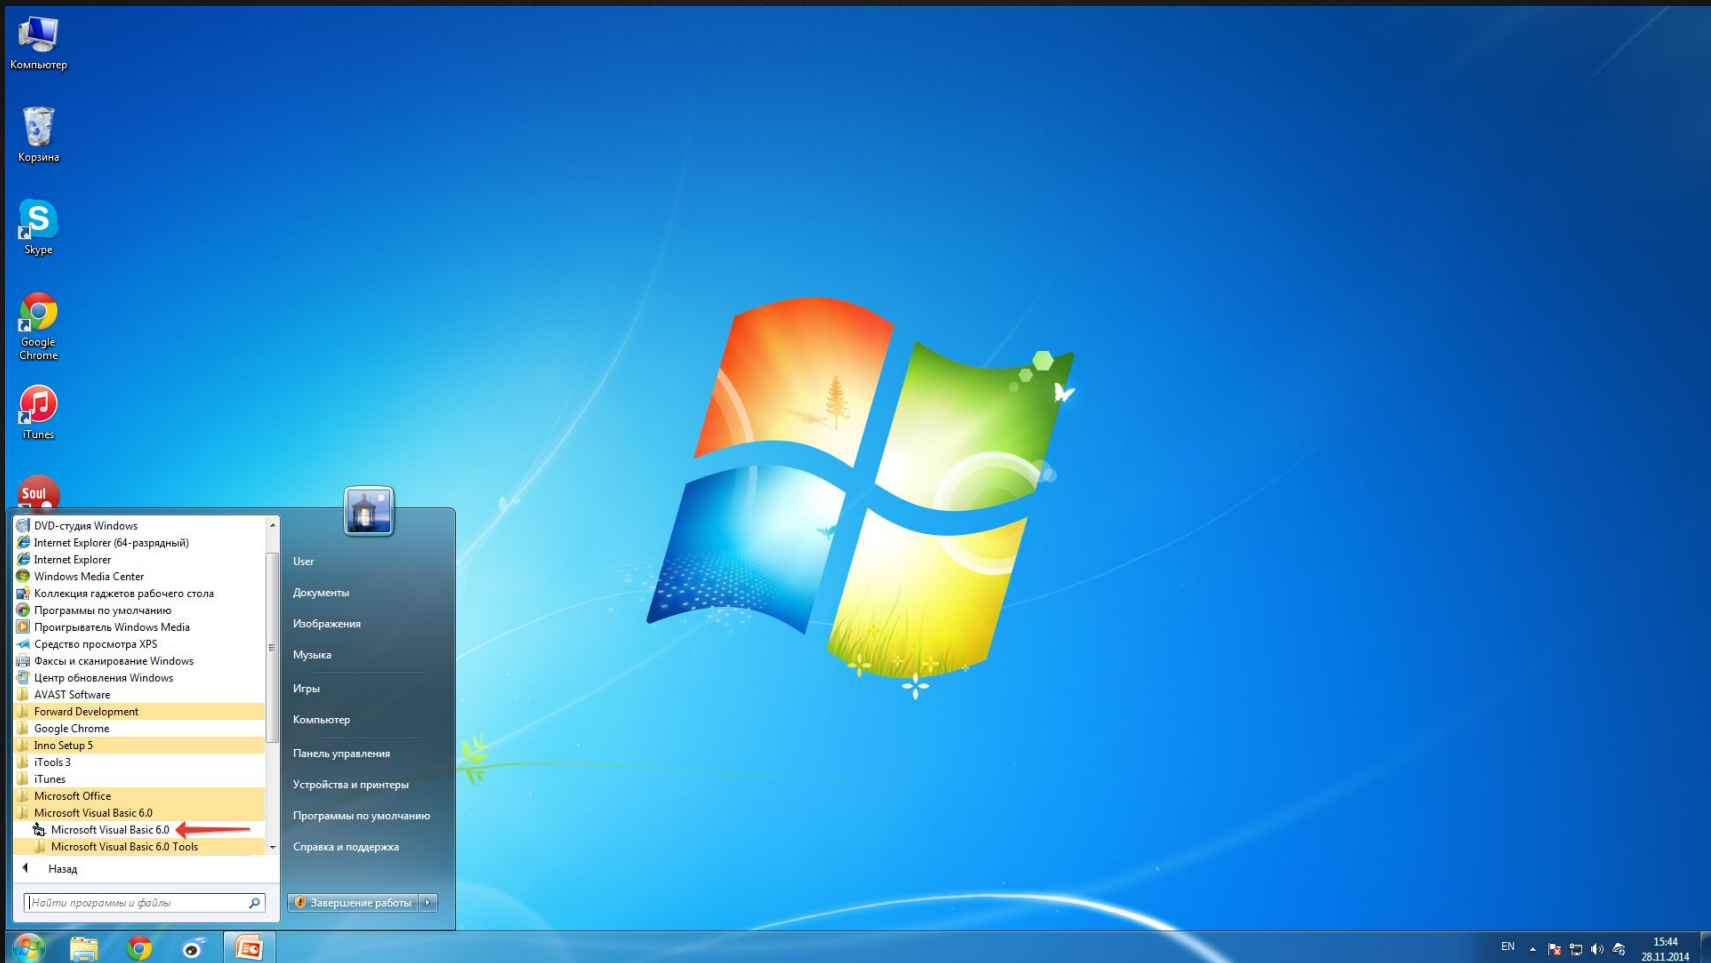 Компьютер
Корзина
Skype
Google
Chrome
iTunes
Soul
DVD-студия Windows
Internet Explorer (64-разрядный)
Internet Explorer
Windows Media Center
Коллекция гаджетов рабочего стола
Программы по умолчанию
Проигрыватель Windows Media
Средство просмотра XPS
Факсы и сканирование Windows
Центр обновления Windows
AVAST Software
Forward Development
Google Chrome
Inno Setup 5
iTools 3
iTunes
Microsoft Office
Microsoft Visual Basic 6.0
Microsoft Visual Basic 6.0
Microsoft Visual Basic 6.0 Tools
Назад
Найти программы и файлы
User
Документы
Изображения
Музыка
Игры
Компьютер
Панель управления
Устройства и принтеры
Программы по умолчанию
Справка и поддержка
Завершение работы
EN
15:44
28.11.2014